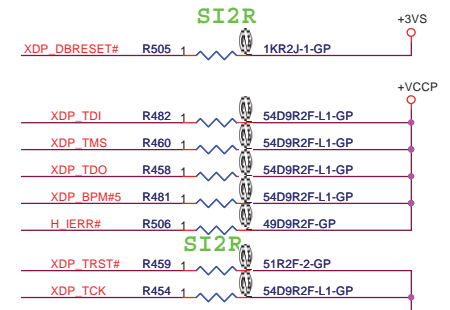 SI2R
+3VS
XDP_DBRESET# R505 1 1KR2J-1-GP
+VCCP
XDP_TDI R482 1 54D9R2F-L1-GP
XDP_TMS R460 1 54D9R2F-L1-GP
XDP_TDO R458 1 54D9R2F-L1-GP
XDP_BPM#5 R481 1 54D9R2F-L1-GP
H_IERR# R506 1 49D9R2F-GP
SI2R
XDP_TRST# R459 1 51R2F-2-GP
XDP_TCK R454 1 54D9R2F-L1-GP